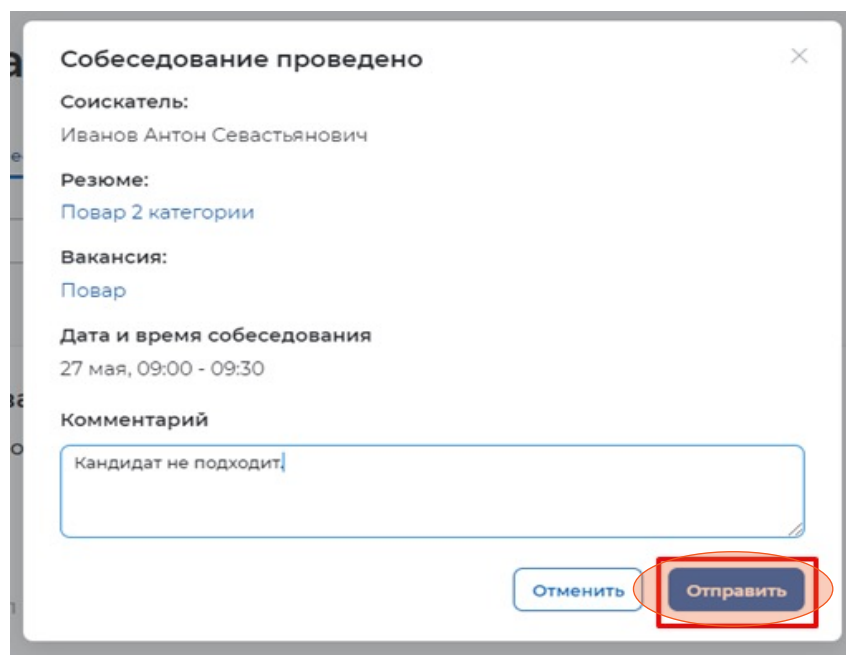 Собеседование проведено
Соискатель:
Иванов Антон Севастьянович
Резюме:
Повар 2 категории
Вакансия:
Повар
Дата и время собеседования
27 мая, 09:00 - 09:30
Комментарий
Кандидат не подходит.
Отменить
Отправить